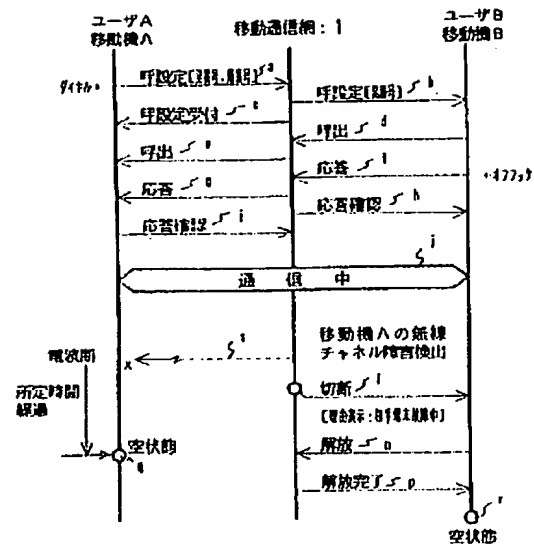 ユーザA
移動機A
移動通信網：1
ユーザB
移動機B
ダイヤル
呼設定 a
呼設定 b
呼設定受付 c
呼出 d
呼出 e
応答 f
オフフック
応答 g
応答確認 h
応答確認 i
j
通信中
移動機Aの無線
チャネル障害検出
電波断
x
所定時間
経過
切断 l
解放 n
空状態
q
解放完了 p
r
空状態